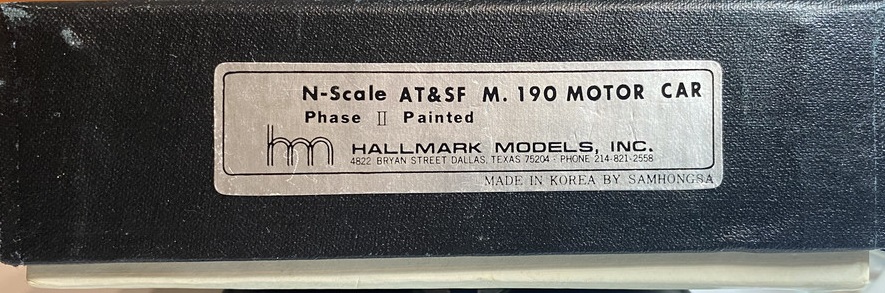 N-Scale AT&SF M. 190 MOTOR CAR
Phase II Painted
hm HALLMARK MODELS, INC.
4822 BRYAN STREET DALLAS, TEXAS 75204 · PHONE 214-821-2558
MADE IN KOREA BY SAMHONGSA